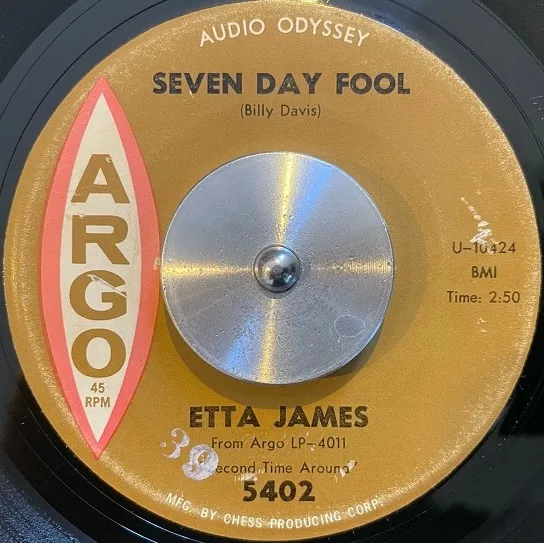 AUDIO ODYSSEY
SEVEN DAY FOOL
(Billy Davis)
ARGO
45
RPM
U-10424
BMI
Time: 2:50
ETTA JAMES
From Argo LP-4011
"Second Time Around"
5402
MFG. BY CHESS PRODUCING CORP.
39